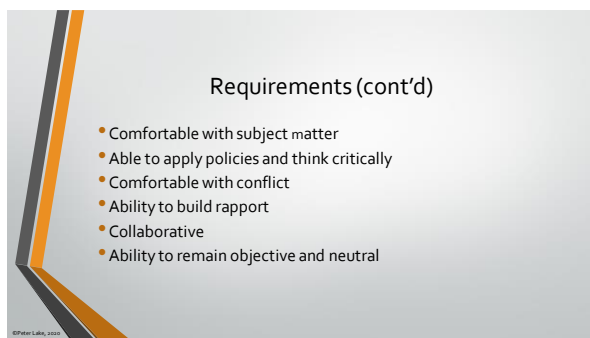 Requirements (cont’d)
• Comfortable with subject matter
• Able to apply policies and think critically
• Comfortable with conflict
• Ability to build rapport
• Collaborative
• Ability to remain objective and neutral
©Peter Lake, 2020